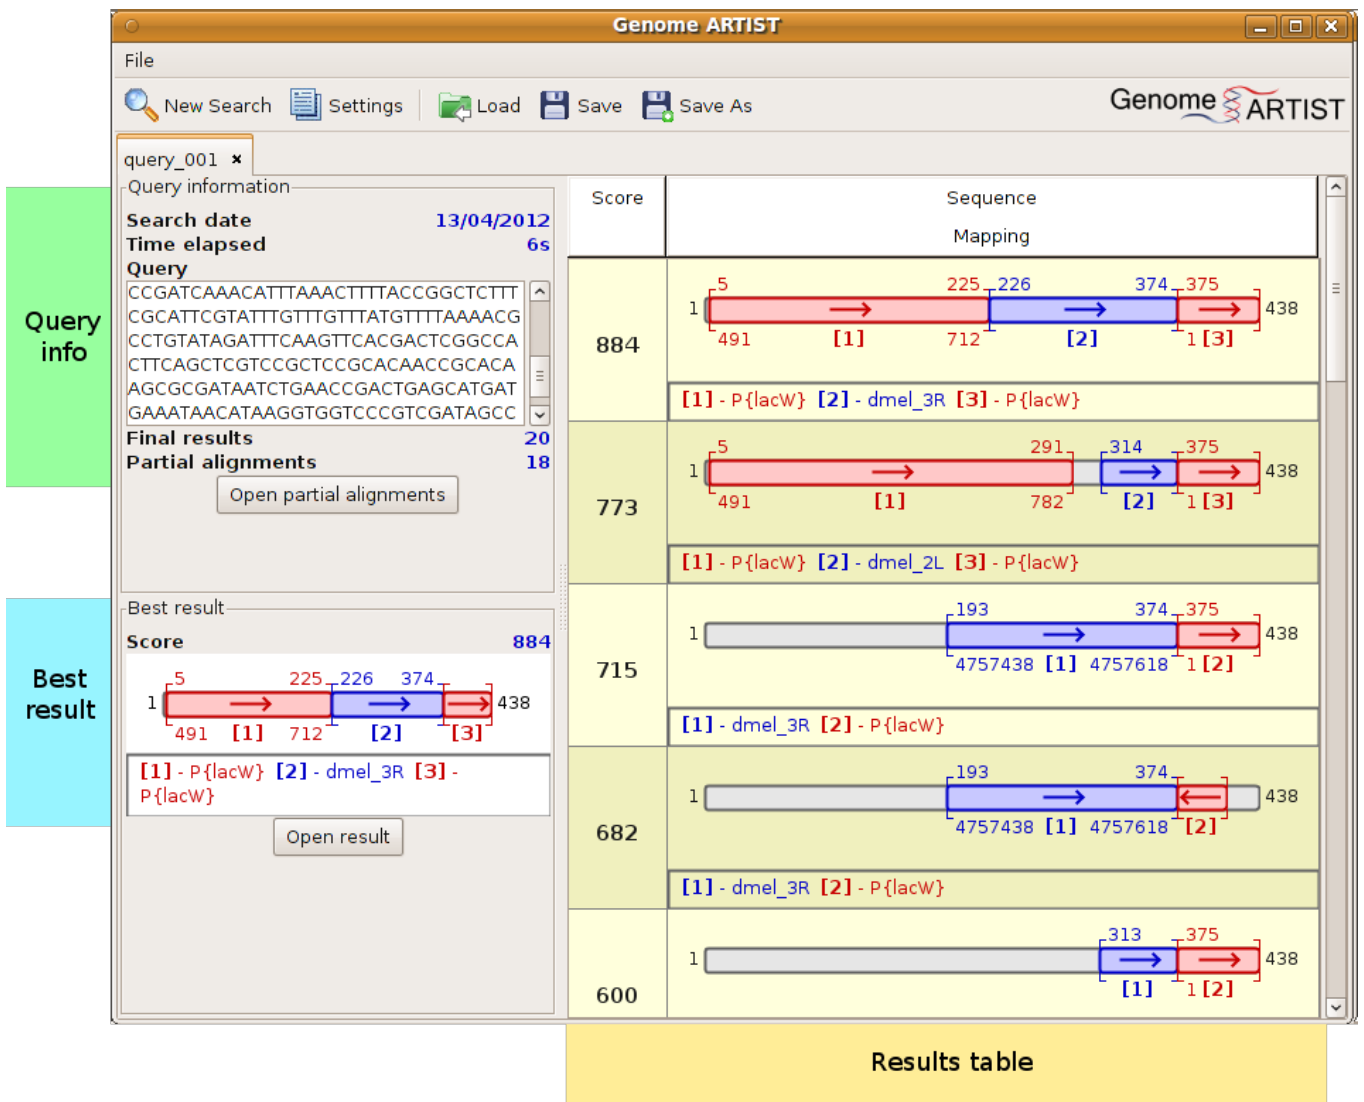 Genome ARTIST
File
New Search Settings Load Save Save As
Genome ARTIST
query_001
Query information
Search date 13/04/2012
Time elapsed 6s
Query
CCGATCAAACATTTAAACTTTTACCGGCTCTTT
CGCATTCGTATTTGTTTGTTTATGTTTTAAAACG
CCTGTATAGATTTCAAGTTCACGACTCGGCCA
CTTCAGCTCGTCCGCTCCGCACAACCGCACA
AGCGCGATAATCTGAACCGACTGAGCATGAT
GAAATAACATAAGGTGGTCCCGTCGATAGCC
Final results 20
Partial alignments 18
Open partial alignments
Query
info
Best result
Score 884
5 225 226 374
1 438
491 [1] 712 [2] [3]
[1] - P{lacW} [2] - dmel_3R [3] -
P{lacW}
Open result
Best
result
Score Sequence
Mapping
884
5 225 226 374 375
1 438
491 [1] 712 [2] 1 [3]
[1] - P{lacW} [2] - dmel_3R [3] - P{lacW}
773
5 291 314 375
1 438
491 [1] 782 [2] 1 [3]
[1] - P{lacW} [2] - dmel_2L [3] - P{lacW}
715
193 374 375
1 438
4757438 [1] 4757618 1 [2]
[1] - dmel_3R [2] - P{lacW}
682
193 374
1 438
4757438 [1] 4757618 [2]
[1] - dmel_3R [2] - P{lacW}
600
313 375
1 438
[1] 1 [2]
Results table